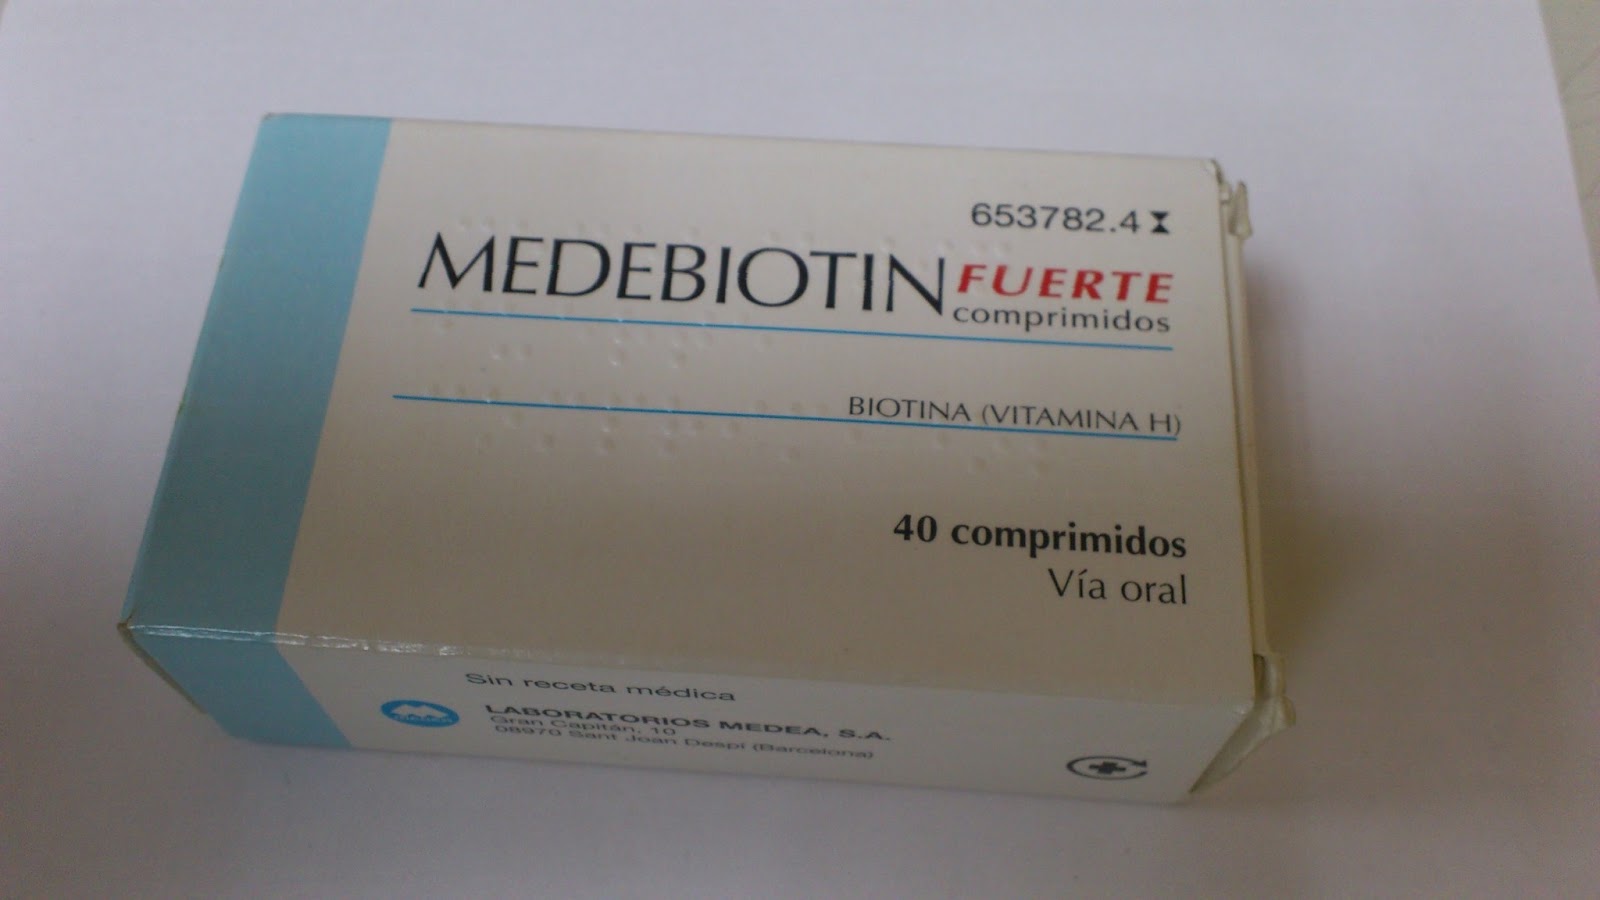 653782.4
MEDEBIOTIN FUERTE
comprimidos
BIOTINA (VITAMINA H)
40 comprimidos
Vía oral
Sin receta médica
LABORATORIOS MEDEA, S.A.
Gran Capitán, 10
08970 Sant Joan Despí (Barcelona)